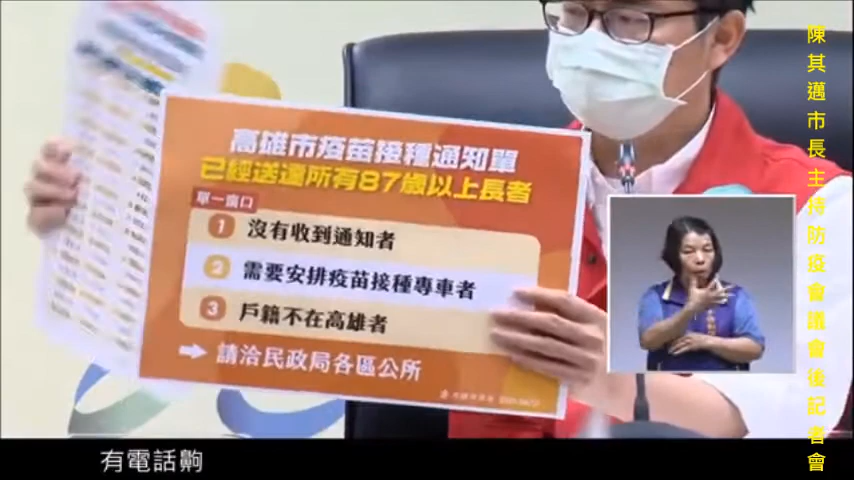 高雄市疫苗接種通知單
已經送達所有87歲以上長者
單一窗口
1 沒有收到通知者
2 需要安排疫苗接種專車者
3 戶籍不在高雄者
請洽民政局各區公所
陳其邁市長主持防疫會議會後記者會
有電話齁